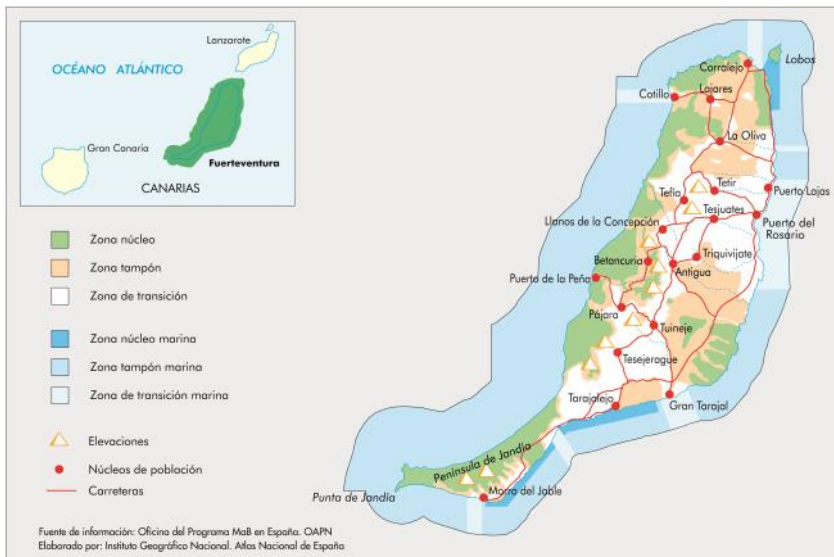 Lanzarote
OCÉANO ATLÁNTICO
Gran Canaria
Fuerteventura
CANARIAS
Zona núcleo
Zona tampón
Zona de transición
Zona núcleo marina
Zona tampón marina
Zona de transición marina
Elevaciones
Núcleos de población
Carreteras
Fuente de información: Oficina del Programa MaB en España. OAPN
Elaborado por: Instituto Geográfico Nacional. Atlas Nacional de España
Corralejo
Lobos
Cotillo
Lajares
La Oliva
Tetir
Puerto Lajas
Tefía
Tesjuates
Llanos de la Concepción
Puerto del
Rosario
Betancuria
Triquivijate
Antigua
Puerto de la Peña
Pájara
Tuineje
Tesejerague
Tarajalejo
Gran Tarajal
Península de Jandía
Punta de Jandía
Morro del Jable